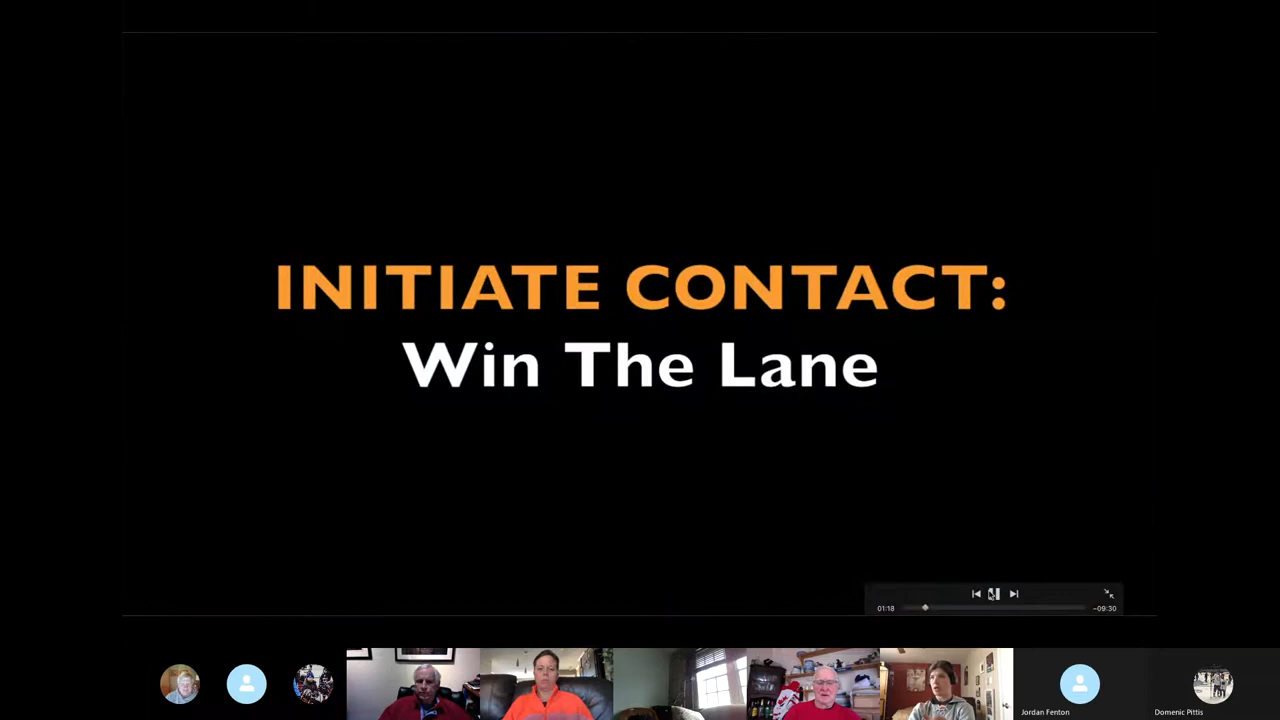 INITIATE CONTACT:
Win The Lane
01:18
-09:30
Jordan Fenton
Domenic Pittis